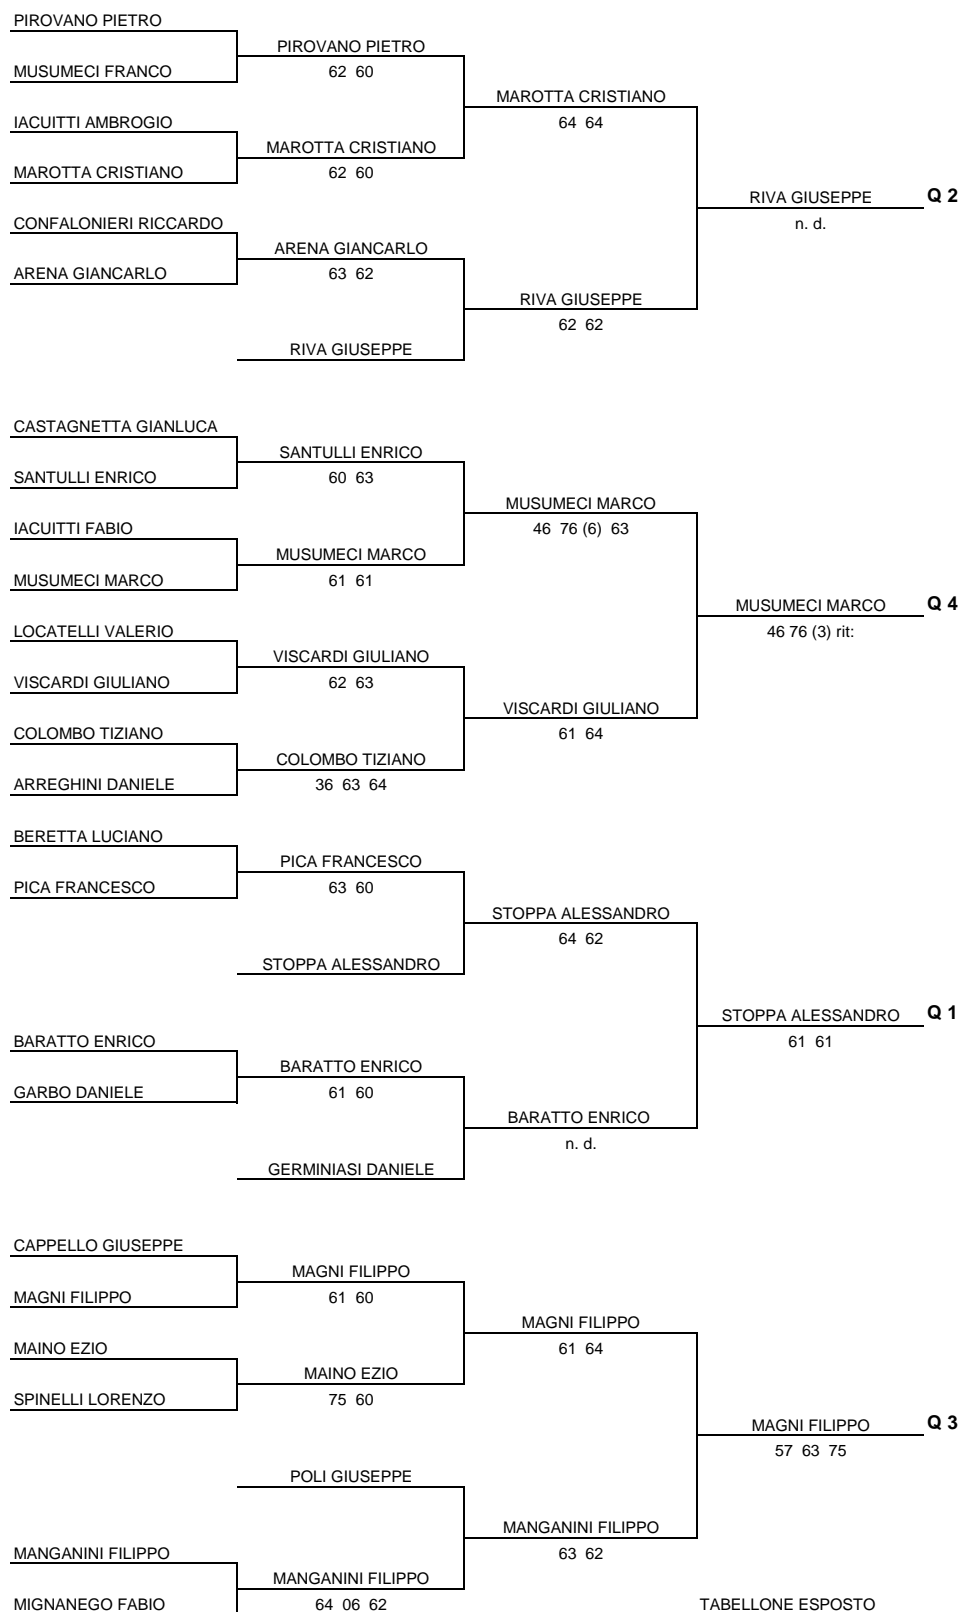 PIROVANO PIETRO
PIROVANO PIETRO
MUSUMECI FRANCO
62 60
MAROTTA CRISTIANO
IACUITTI AMBROGIO
64 64
MAROTTA CRISTIANO
MAROTTA CRISTIANO
62 60
RIVA GIUSEPPE Q 2
CONFALONIERI RICCARDO
n. d.
ARENA GIANCARLO
ARENA GIANCARLO
63 62
RIVA GIUSEPPE
62 62
RIVA GIUSEPPE
CASTAGNETTA GIANLUCA
SANTULLI ENRICO
SANTULLI ENRICO
60 63
MUSUMECI MARCO
IACUITTI FABIO
46 76 (6) 63
MUSUMECI MARCO
MUSUMECI MARCO
61 61
MUSUMECI MARCO Q 4
LOCATELLI VALERIO
46 76 (3) rit:
VISCARDI GIULIANO
VISCARDI GIULIANO
62 63
VISCARDI GIULIANO
COLOMBO TIZIANO
61 64
COLOMBO TIZIANO
ARREGHINI DANIELE
36 63 64
BERETTA LUCIANO
PICA FRANCESCO
PICA FRANCESCO
63 60
STOPPA ALESSANDRO
64 62
STOPPA ALESSANDRO
STOPPA ALESSANDRO Q 1
BARATTO ENRICO
61 61
BARATTO ENRICO
GARBO DANIELE
61 60
BARATTO ENRICO
n. d.
GERMINIASI DANIELE
CAPPELLO GIUSEPPE
MAGNI FILIPPO
MAGNI FILIPPO
61 60
MAGNI FILIPPO
MAINO EZIO
61 64
MAINO EZIO
SPINELLI LORENZO
75 60
MAGNI FILIPPO Q 3
57 63 75
POLI GIUSEPPE
MANGANINI FILIPPO
MANGANINI FILIPPO
63 62
MANGANINI FILIPPO
MIGNANEGO FABIO
64 06 62
TABELLONE ESPOSTO